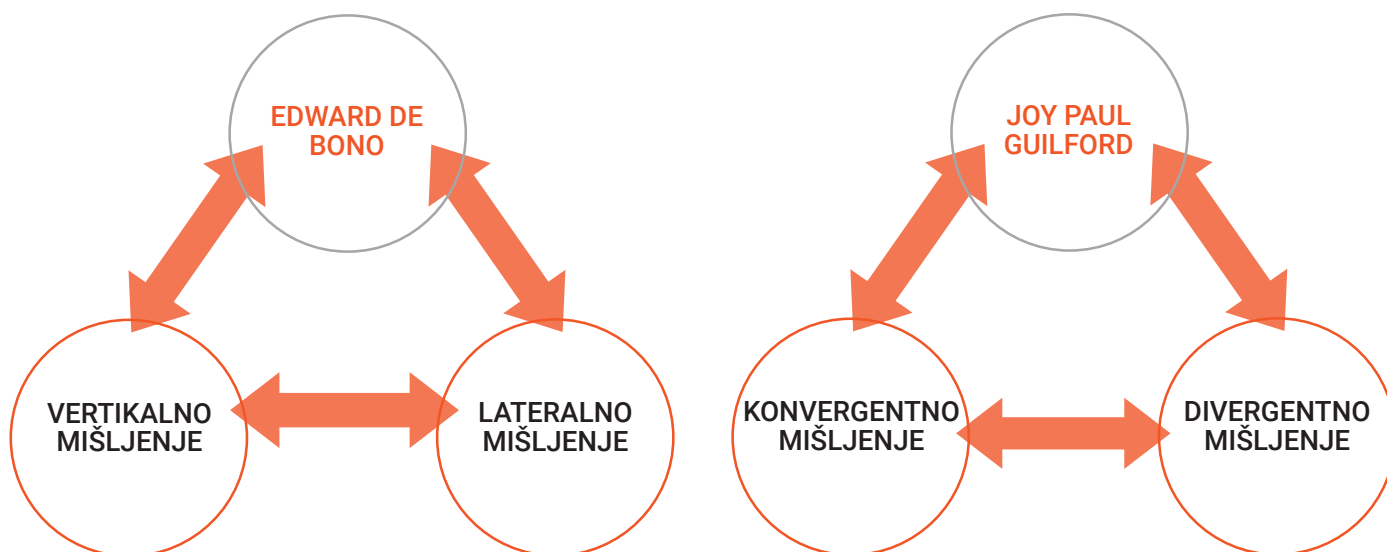 EDWARD DE
BONO
VERTIKALNO
MIŠLJENJE
LATERALNO
MIŠLJENJE
JOY PAUL
GUILFORD
KONVERGENTNO
MIŠLJENJE
DIVERGENTNO
MIŠLJENJE